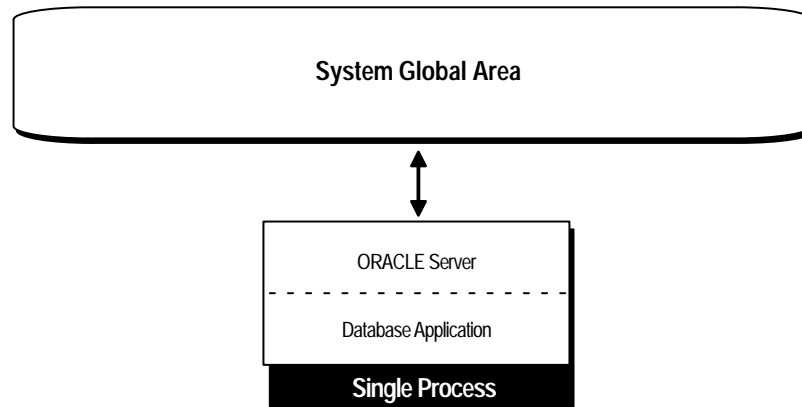 System Global Area
ORACLE Server
Database Application
Single Process